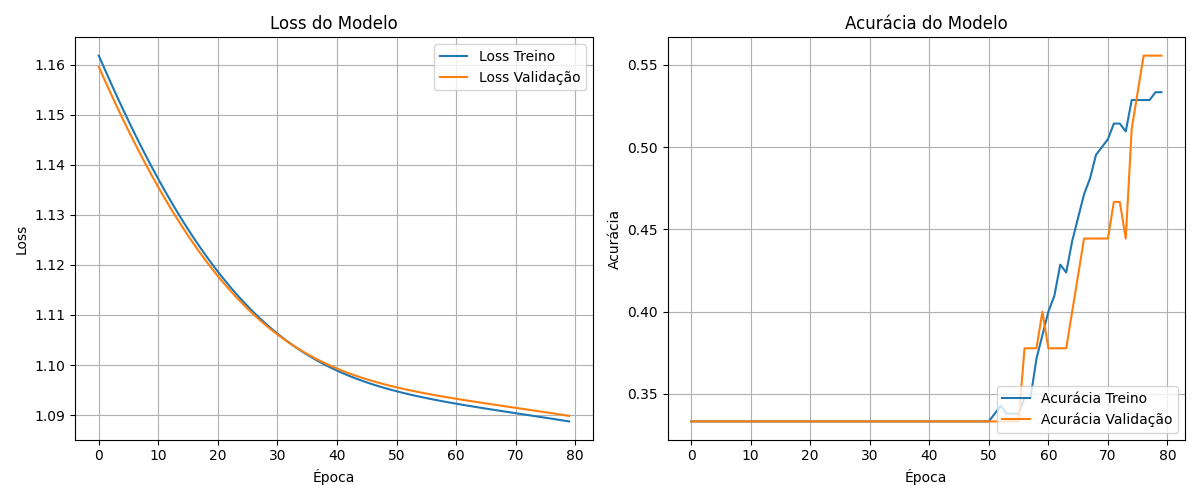 Loss do Modelo
Loss Treino
Loss Validação
1.16
1.15
1.14
1.13
1.12
1.11
1.10
1.09
Loss
0 10 20 30 40 50 60 70 80
Época
Acurácia do Modelo
0.55
0.50
0.45
0.40
0.35
Acurácia
Acurácia Treino
Acurácia Validação
0 10 20 30 40 50 60 70 80
Época